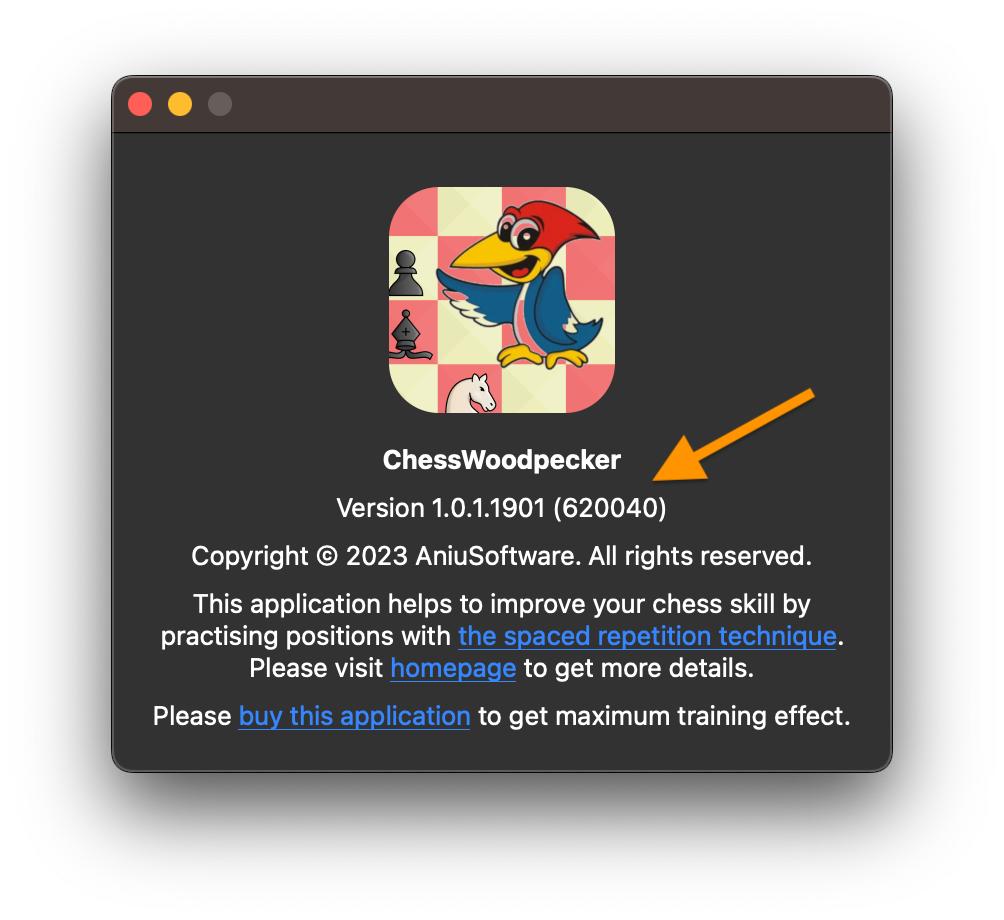 ChessWoodpecker
Version 1.0.1.1901 (620040)
Copyright © 2023 AniuSoftware. All rights reserved.
This application helps to improve your chess skill by
practising positions with the spaced repetition technique.
Please visit homepage to get more details.
Please buy this application to get maximum training effect.